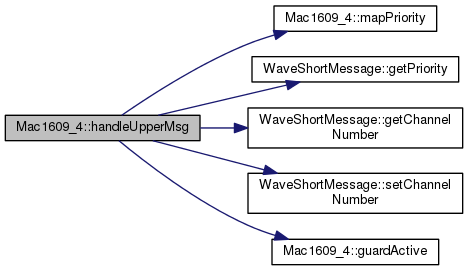 Mac1609_4::mapPriority
WaveShortMessage::getPriority
Mac1609_4::handleUpperMsg
WaveShortMessage::getChannel
Number
WaveShortMessage::setChannel
Number
Mac1609_4::guardActive